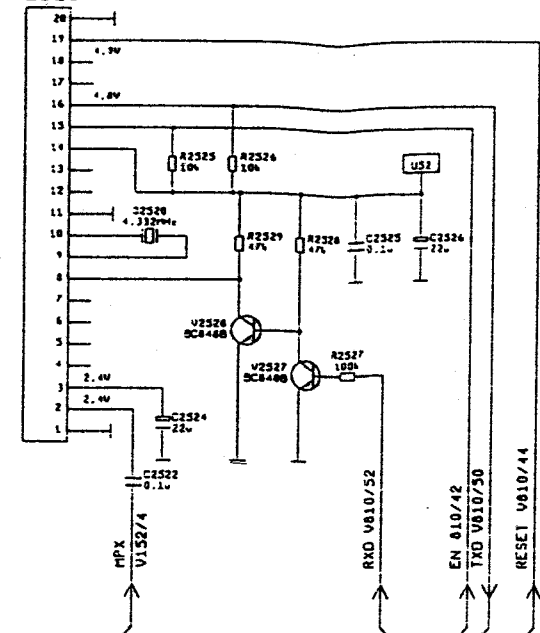 20
19
4.9V
18
17
4.8V
16
15
14
13
12
11
10
9
8
7
6
5
4
3
2.4V
2
2.4V
1
R2525
10k
R2526
10k
U52
4.332MHz
R2529
47k
R2528
47k
C2525
0.1u
C2526
22u
V2526
BC848B
V2527
BC848B
R2527
100k
C2524
22u
C2522
0.1u
MPX
V152/4
RXD V810/52
EN 810/42
TXD V810/50
RESET V810/44